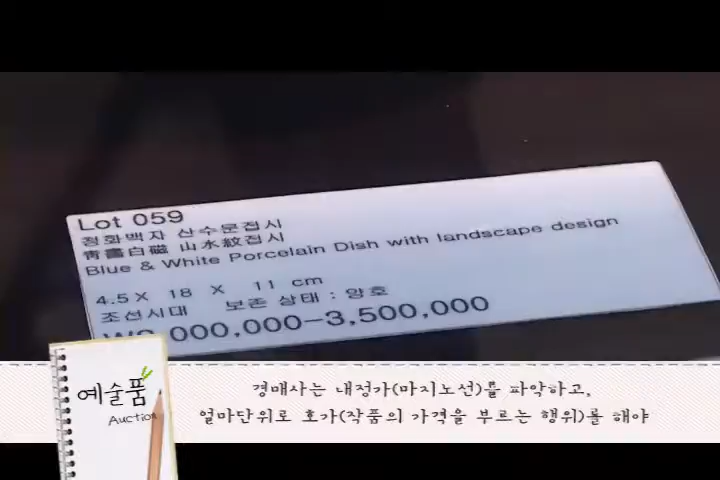 Lot 059
청화백자 산수문접시
靑畵白磁 山水紋접시
Blue & White Porcelain Dish with landscape design
4.5 × 18 × 11 cm
조선시대 보존 상태 : 양호
000,000-3,500,000
예술품
Auction
경매사는 내정가(마지노선)를 파악하고,
얼마단위로 호가(작품의 가격을 부르는 행위)를 해야